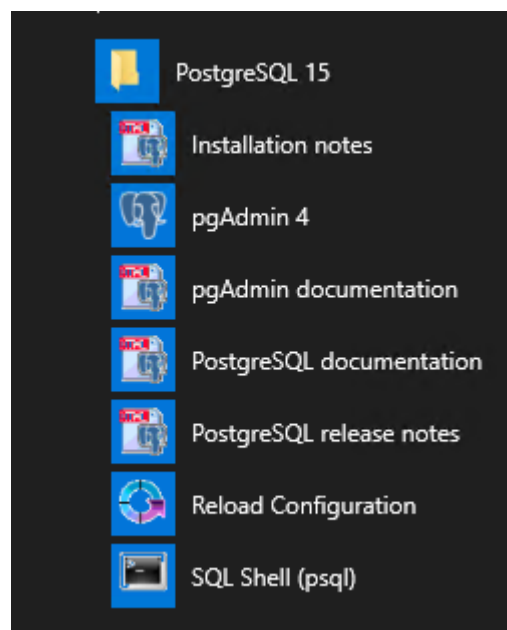 PostgreSQL 15
Installation notes
pgAdmin 4
pgAdmin documentation
PostgreSQL documentation
PostgreSQL release notes
Reload Configuration
SQL Shell (psql)